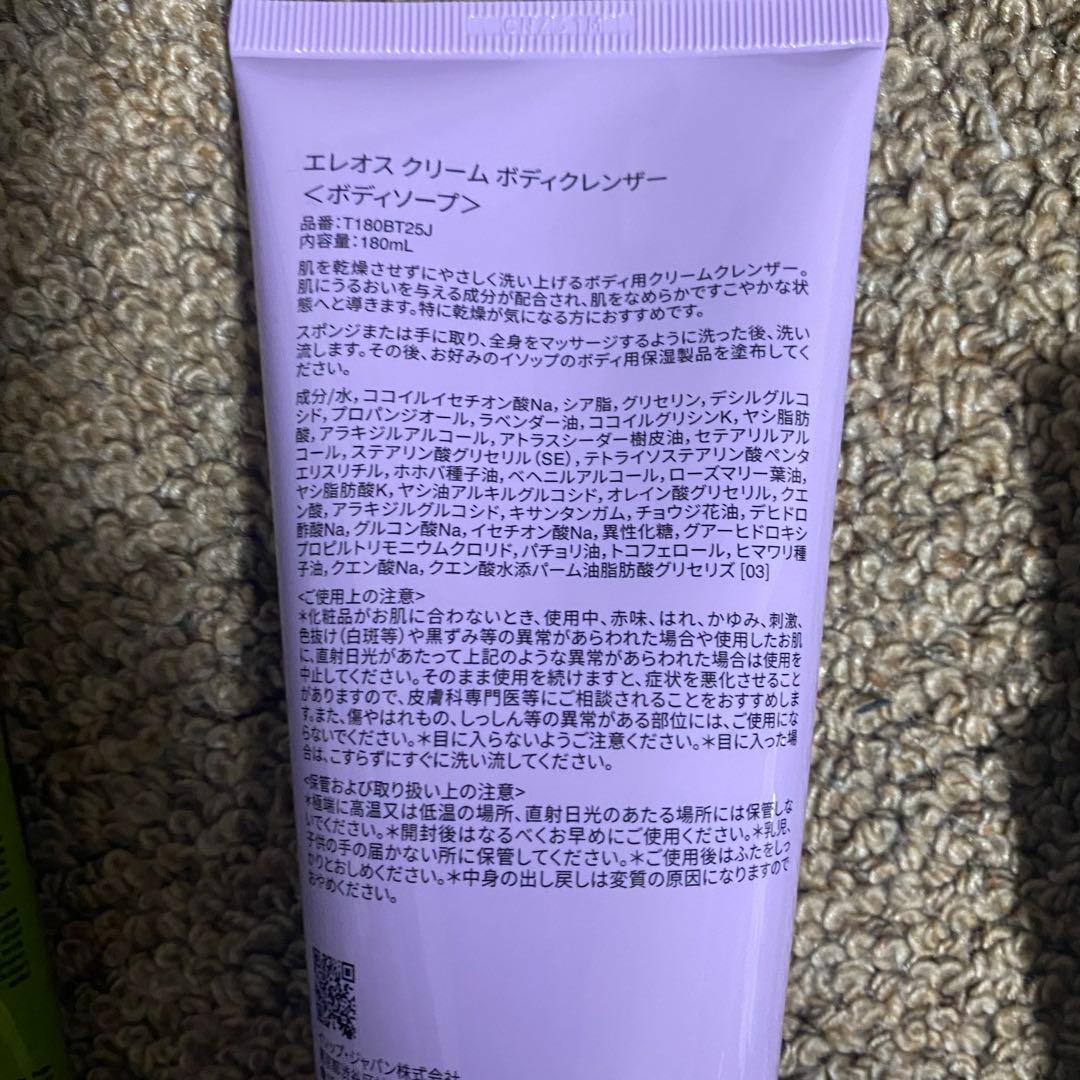 エレオス クリーム ボディクレンザー
＜ボディソープ＞
品番：T180BT25J
内容量：180mL
肌を乾燥させずにやさしく洗い上げるボディ用クリームクレンザー。
肌にうるおいを与える成分が配合され、肌をなめらかですこやかな状
態へと導きます。特に乾燥が気になる方におすすめです。
スポンジまたは手に取り、全身をマッサージするように洗った後、洗い
流します。その後、お好みのイソップのボディ用保湿製品を塗布してく
ださい。
成分/水，ココイルイセチオン酸Na，シア脂，グリセリン，デシルグルコ
シド，プロパンジオール，ラベンダー油，ココイルグリシンK，ヤシ脂肪
酸，アラキジルアルコール，アトラスシーダー樹皮油，セテアリルアル
コール，ステアリン酸グリセリル（SE），テトライソステアリン酸ペンタ
エリスリチル，ホホバ種子油，ベヘニルアルコール，ローズマリー葉油，
ヤシ脂肪酸K，ヤシ油アルキルグルコシド，オレイン酸グリセリル，クエ
ン酸，アラキジルグルコシド，キサンタンガム，チョウジ花油，デヒドロ
酢酸Na，グルコン酸Na，イセチオン酸Na，異性化糖，グアーヒドロキシ
プロピルトリモニウムクロリド，パチョリ油，トコフェロール，ヒマワリ種
子油，クエン酸Na，クエン酸水添パーム油脂肪酸グリセリズ [03]
<ご使用上の注意>
＊化粧品がお肌に合わないとき、使用中、赤味、はれ、かゆみ、刺激、
色抜け（白斑等）や黒ずみ等の異常があらわれた場合や使用したお肌
に、直射日光があたって上記のような異常があらわれた場合は使用を
中止してください。そのまま使用を続けますと、症状を悪化させること
がありますので、皮膚科専門医等にご相談されることをおすすめしま
す。また、傷やはれもの、しっしん等の異常がある部位には、ご使用にな
らないでください。＊目に入らないようご注意ください。＊目に入った場
合は、こすらずにすぐに洗い流してください。
<保管および取り扱い上の注意>
＊極端に高温又は低温の場所、直射日光のあたる場所には保管しな
いでください。＊開封後はなるべくお早めにご使用ください。＊乳児、
子供の手の届かない所に保管してください。＊ご使用後はふたをしっ
かりとおしめください。＊中身の出し戻しは変質の原因になりますので
おやめください。
イソップ・ジャパン株式会社